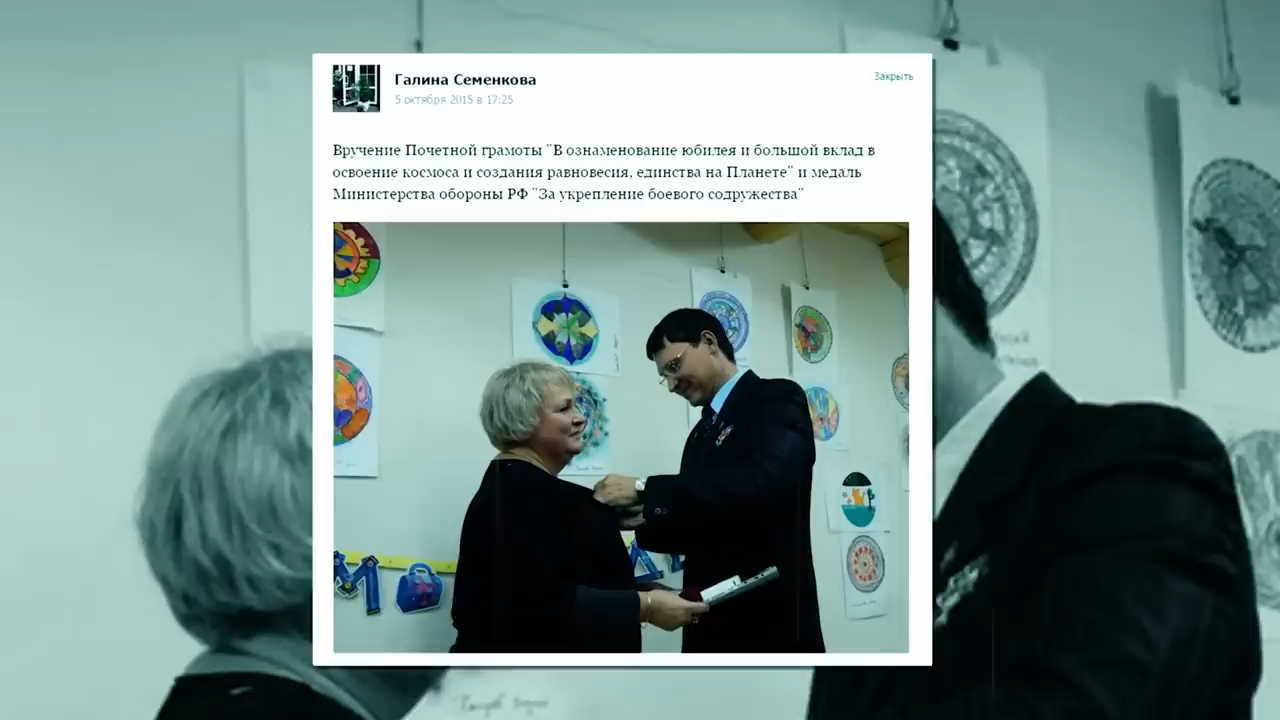 Галина Семенкова
Закрыть
5 октября 2015 в 17:25
Вручение Почетной грамоты "В ознаменование юбилея и большой вклад в
освоение космоса и создания равновесия, единства на Планете" и медаль
Министерства обороны РФ "За укрепление боевого содружества"